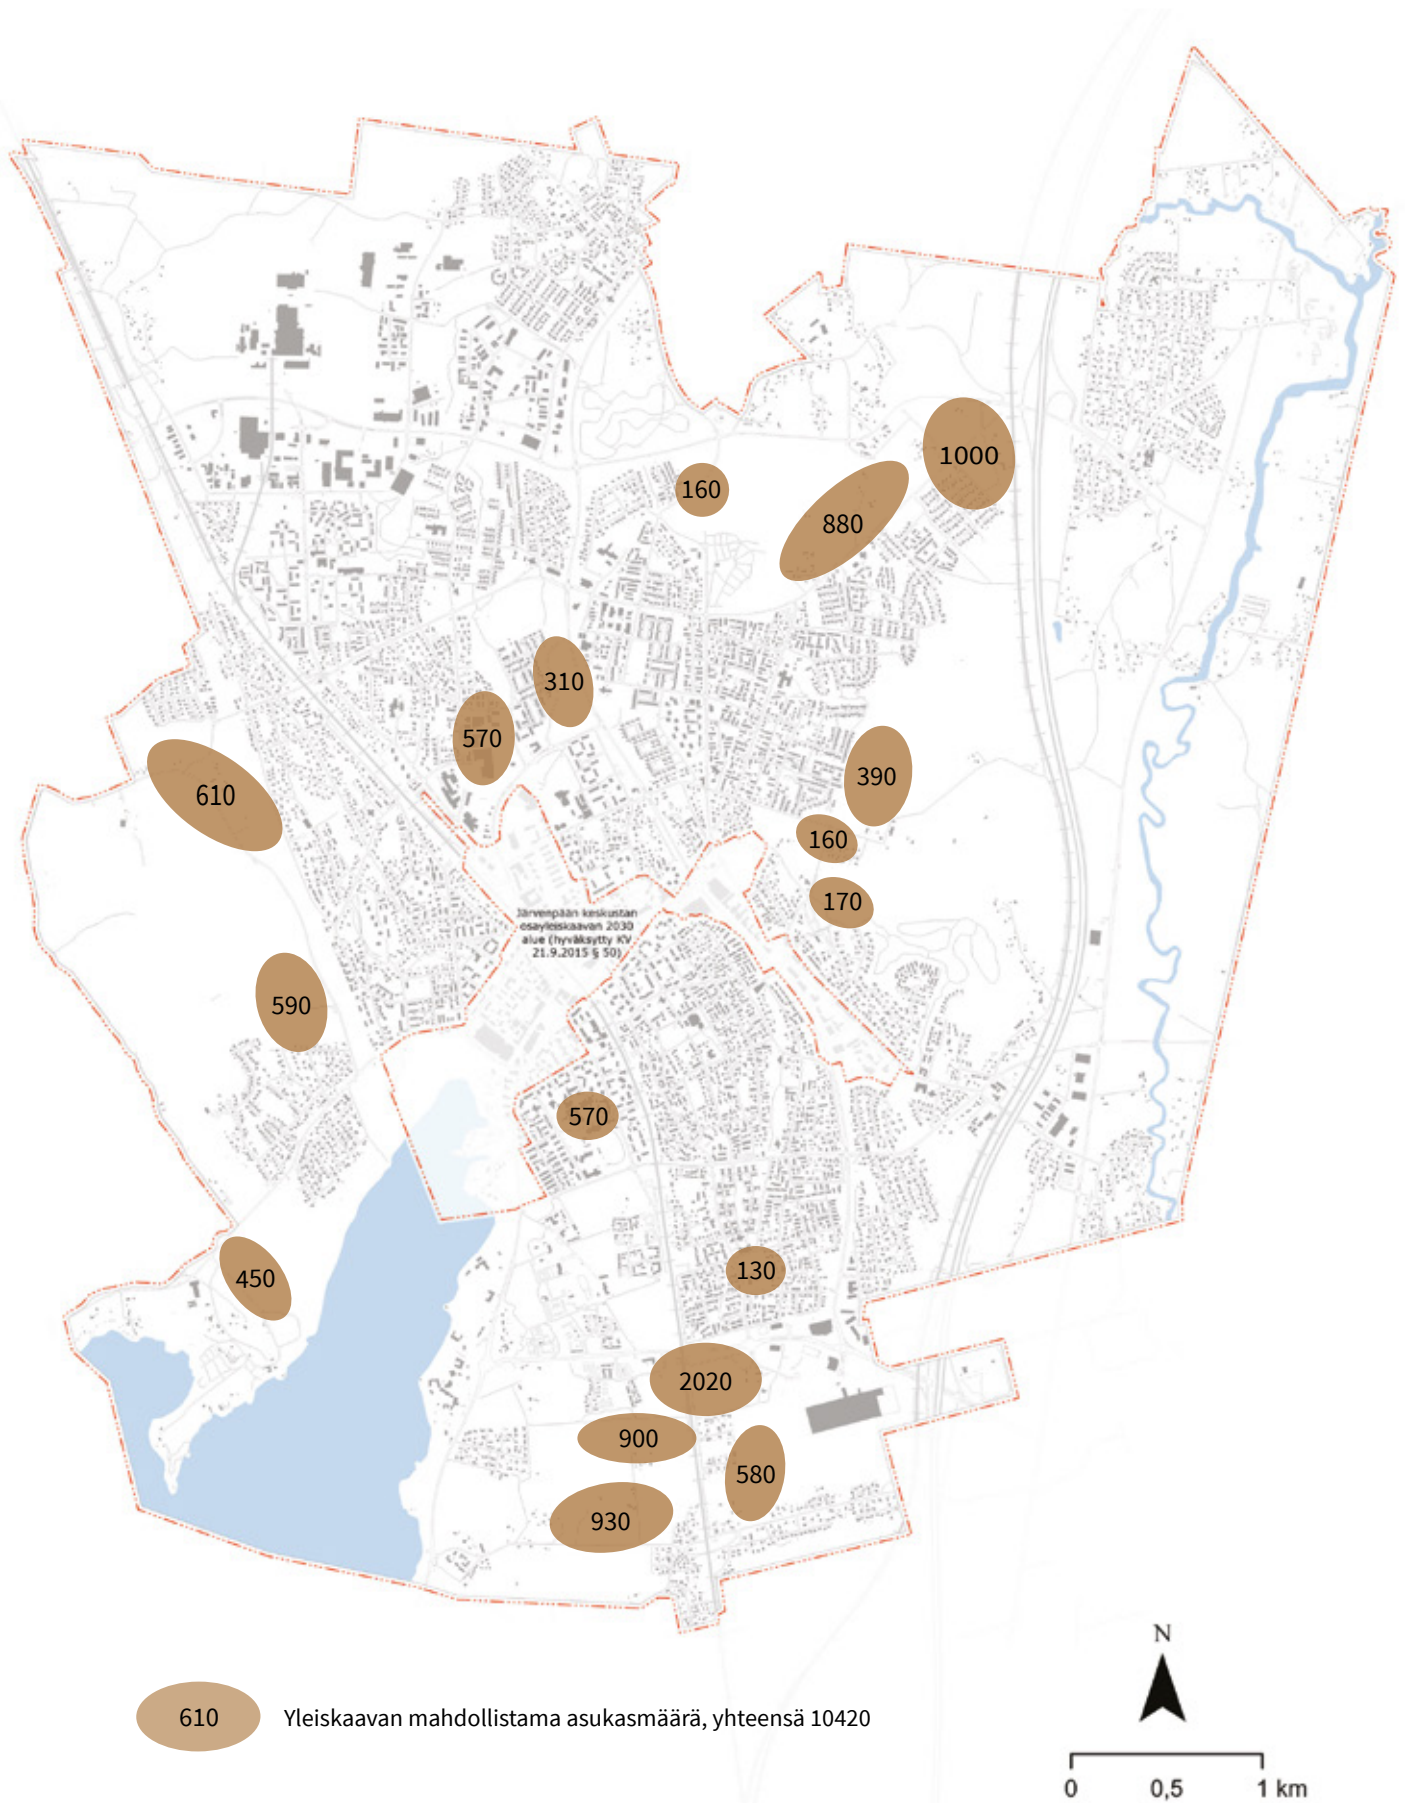 1000
160
880
310
570
610
390
160
170
Järvenpään keskustan
osayleiskaavan 2030
alue (hyväksytty KV
21.9.2015 § 50)
590
570
450
130
2020
900
580
930
N
610 Yleiskaavan mahdollistama asukasmäärä, yhteensä 10420
0 0,5 1 km